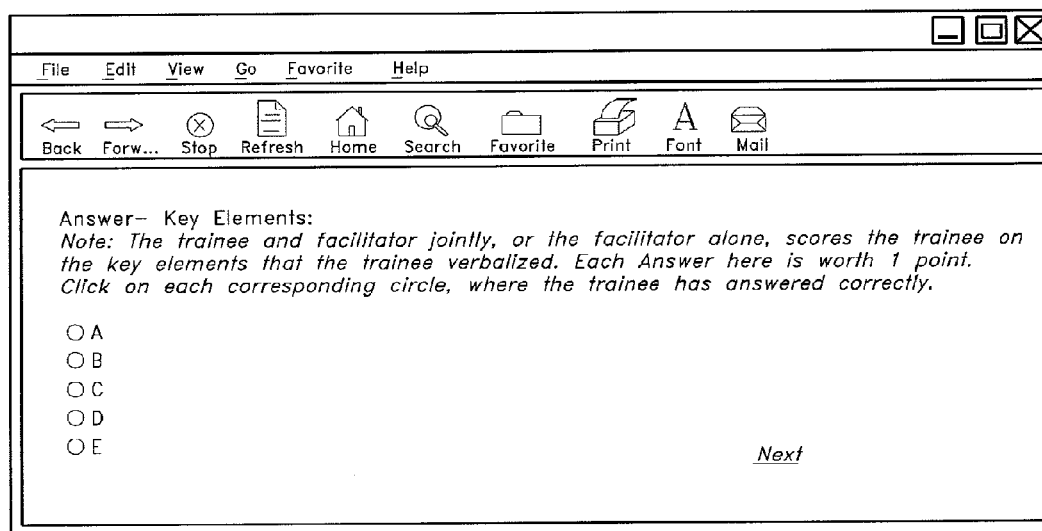 File Edit View Go Favorite Help
Back Forw... Stop Refresh Home Search Favorite Print Font Mail
Answer– Key Elements:
Note: The trainee and facilitator jointly, or the facilitator alone, scores the trainee on
the key elements that the trainee verbalized. Each Answer here is worth 1 point.
Click on each corresponding circle, where the trainee has answered correctly.
A
B
C
D
E
Next